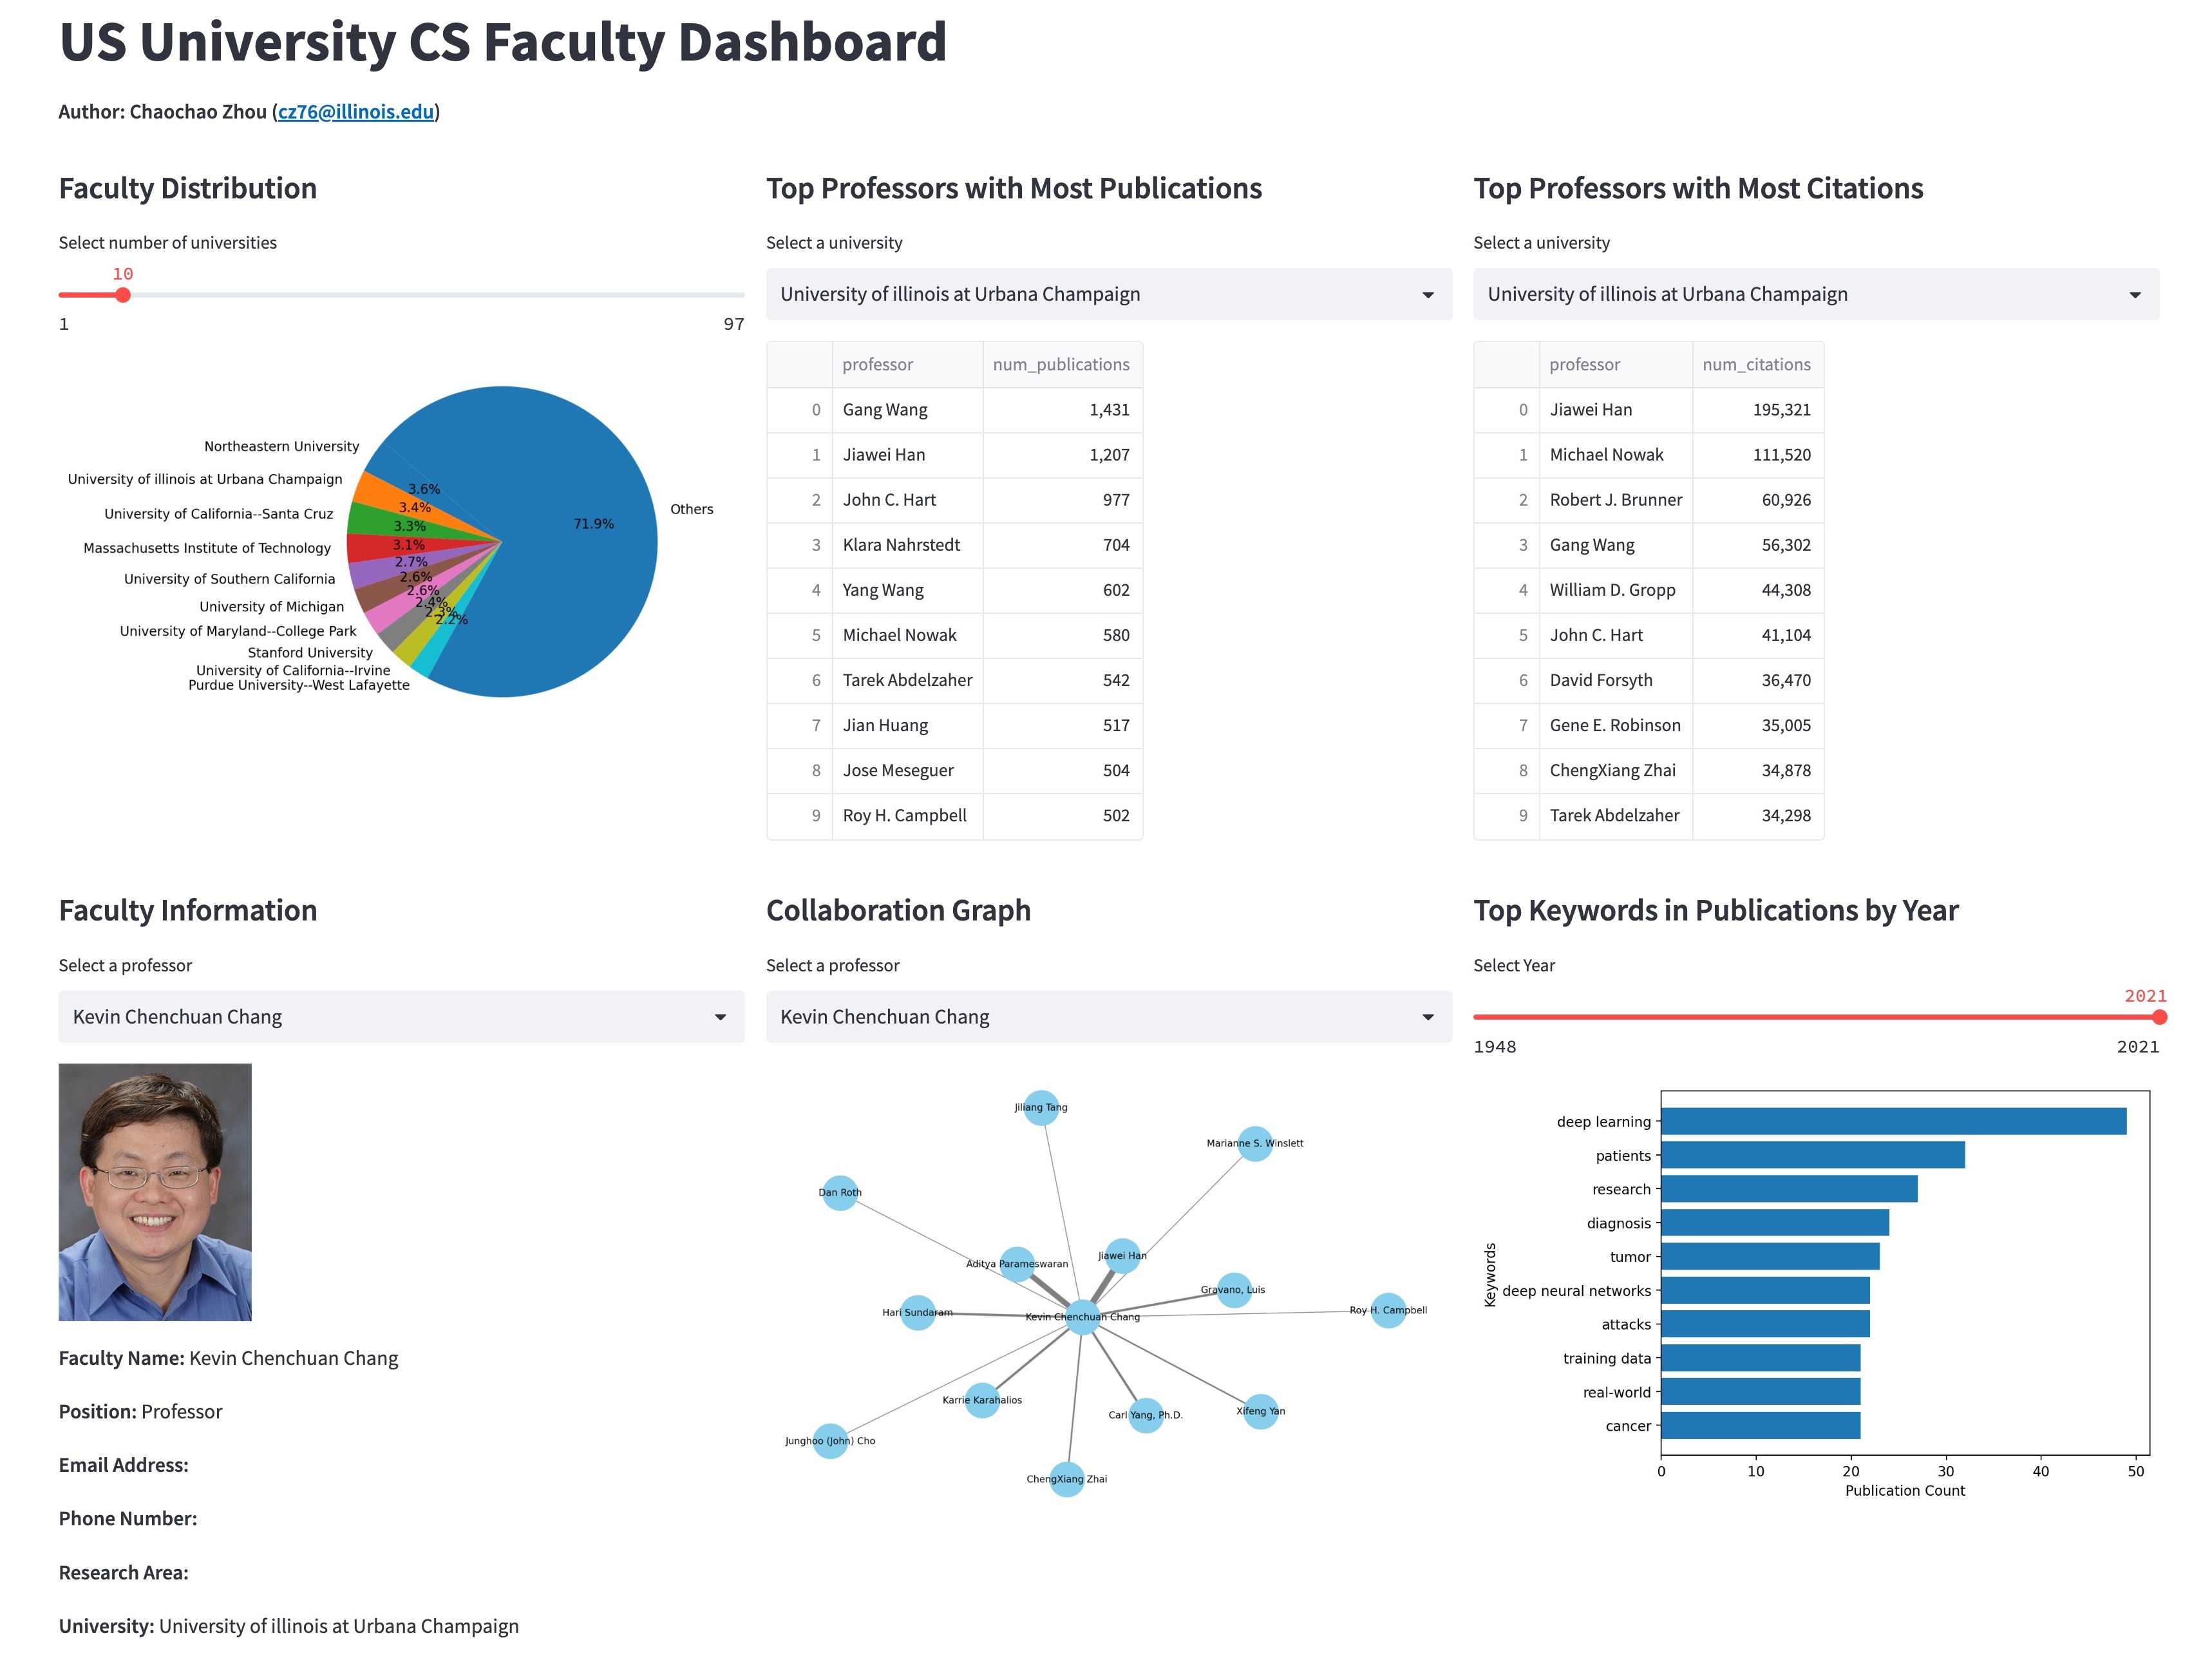 US University CS Faculty Dashboard
Author: Chaochao Zhou (cz76@illinois.edu)
Faculty Distribution
Select number of universities
10
1 97
Northeastern University
University of illinois at Urbana Champaign
University of California--Santa Cruz
Massachusetts Institute of Technology
University of Southern California
University of Michigan
University of Maryland--College Park
Stanford University
University of California--Irvine
Purdue University--West Lafayette
Others
3.6%
3.4%
3.3%
3.1%
2.7%
2.6%
2.6%
2.4%
2.3%
2.2%
71.9%
Top Professors with Most Publications
Select a university
University of illinois at Urbana Champaign
professor num_publications
0 Gang Wang 1,431
1 Jiawei Han 1,207
2 John C. Hart 977
3 Klara Nahrstedt 704
4 Yang Wang 602
5 Michael Nowak 580
6 Tarek Abdelzaher 542
7 Jian Huang 517
8 Jose Meseguer 504
9 Roy H. Campbell 502
Top Professors with Most Citations
Select a university
University of illinois at Urbana Champaign
professor num_citations
0 Jiawei Han 195,321
1 Michael Nowak 111,520
2 Robert J. Brunner 60,926
3 Gang Wang 56,302
4 William D. Gropp 44,308
5 John C. Hart 41,104
6 David Forsyth 36,470
7 Gene E. Robinson 35,005
8 ChengXiang Zhai 34,878
9 Tarek Abdelzaher 34,298
Faculty Information
Select a professor
Kevin Chenchuan Chang
Faculty Name: Kevin Chenchuan Chang
Position: Professor
Email Address:
Phone Number:
Research Area:
University: University of illinois at Urbana Champaign
Collaboration Graph
Select a professor
Kevin Chenchuan Chang
Jiliang Tang
Marianne S. Winslett
Dan Roth
Aditya Parameswaran
Jiawei Han
Gravano, Luis
Hari Sundaram
Kevin Chenchuan Chang
Roy H. Campbell
Karrie Karahalios
Carl Yang, Ph.D.
Xifeng Yan
Junghoo (John) Cho
ChengXiang Zhai
Top Keywords in Publications by Year
Select Year
2021
1948 2021
Keywords
deep learning
patients
research
diagnosis
tumor
deep neural networks
attacks
training data
real-world
cancer
0 10 20 30 40 50
Publication Count